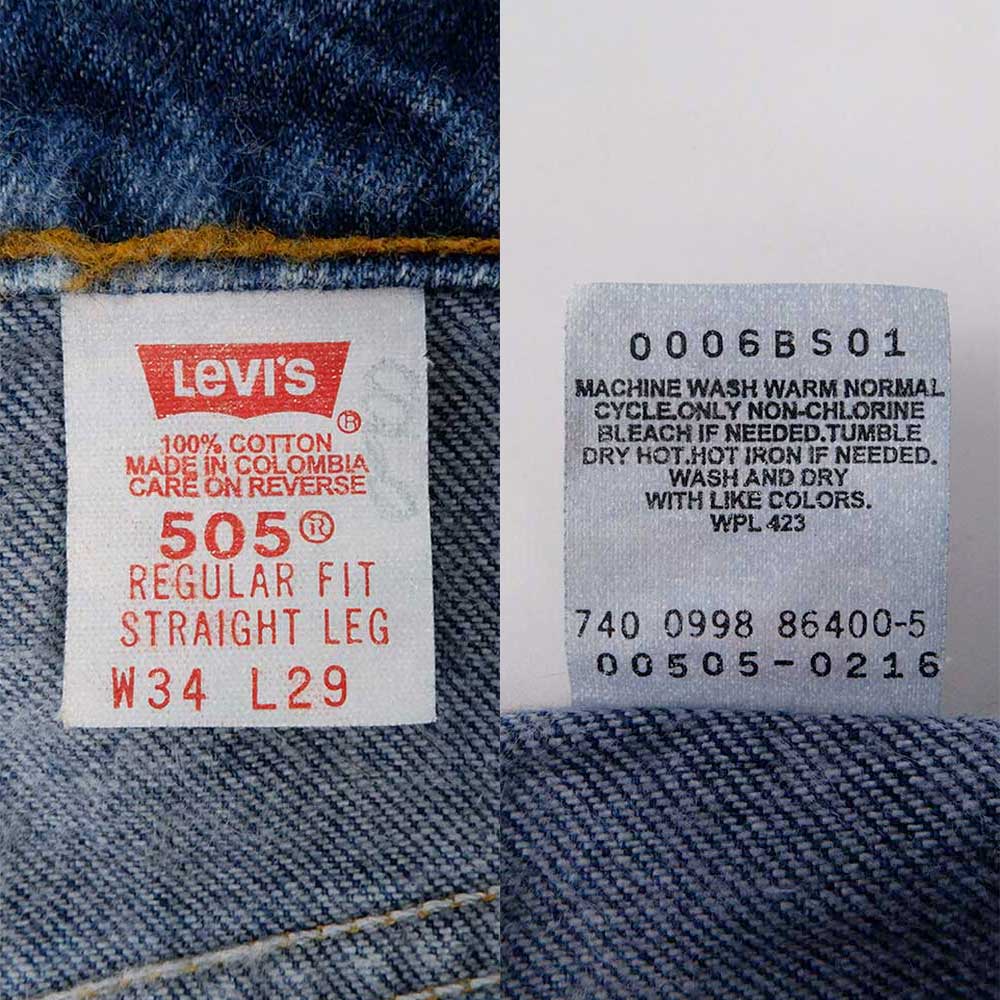 LEVI'S
®
100% COTTON
MADE IN COLOMBIA
CARE ON REVERSE
505®
REGULAR FIT
STRAIGHT LEG
W34 L29
0006BS01
MACHINE WASH WARM NORMAL
CYCLE.ONLY NON-CHLORINE
BLEACH IF NEEDED.TUMBLE
DRY HOT.HOT IRON IF NEEDED.
WASH AND DRY
WITH LIKE COLORS.
WPL 423
740 0998 86400-5
00505-0216